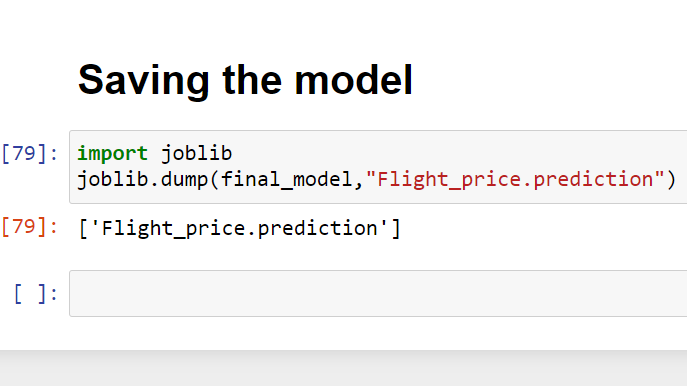 Saving the model
[79]: import joblib
joblib.dump(final_model,"Flight_price.prediction")
[79]: ['Flight_price.prediction']
[ ]: